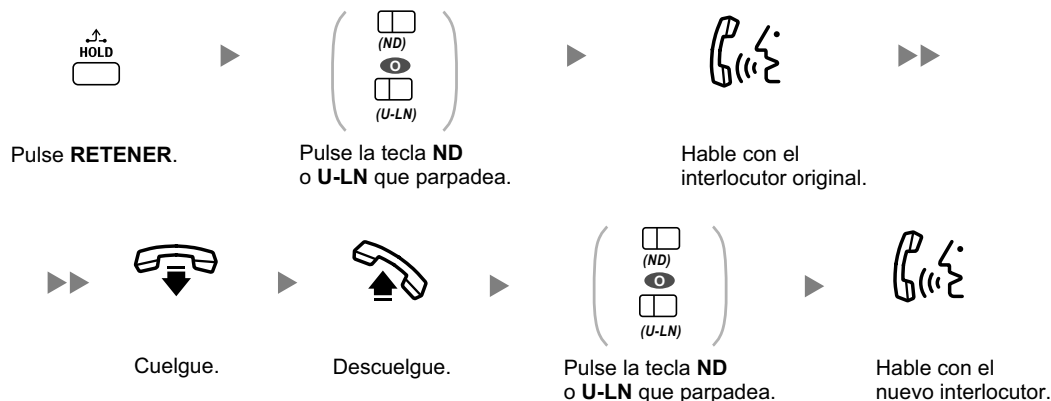 HOLD
(ND)
O
(U-LN)
Pulse RETENER.
Pulse la tecla ND
o U-LN que parpadea.
Hable con el
interlocutor original.
(ND)
O
(U-LN)
Cuelgue.
Descuelgue.
Pulse la tecla ND
o U-LN que parpadea.
Hable con el
nuevo interlocutor.